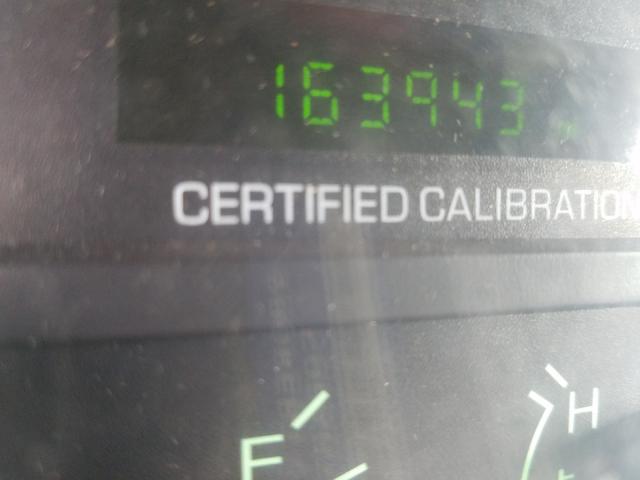 163943
CERTIFIED CALIBRATION
F
H